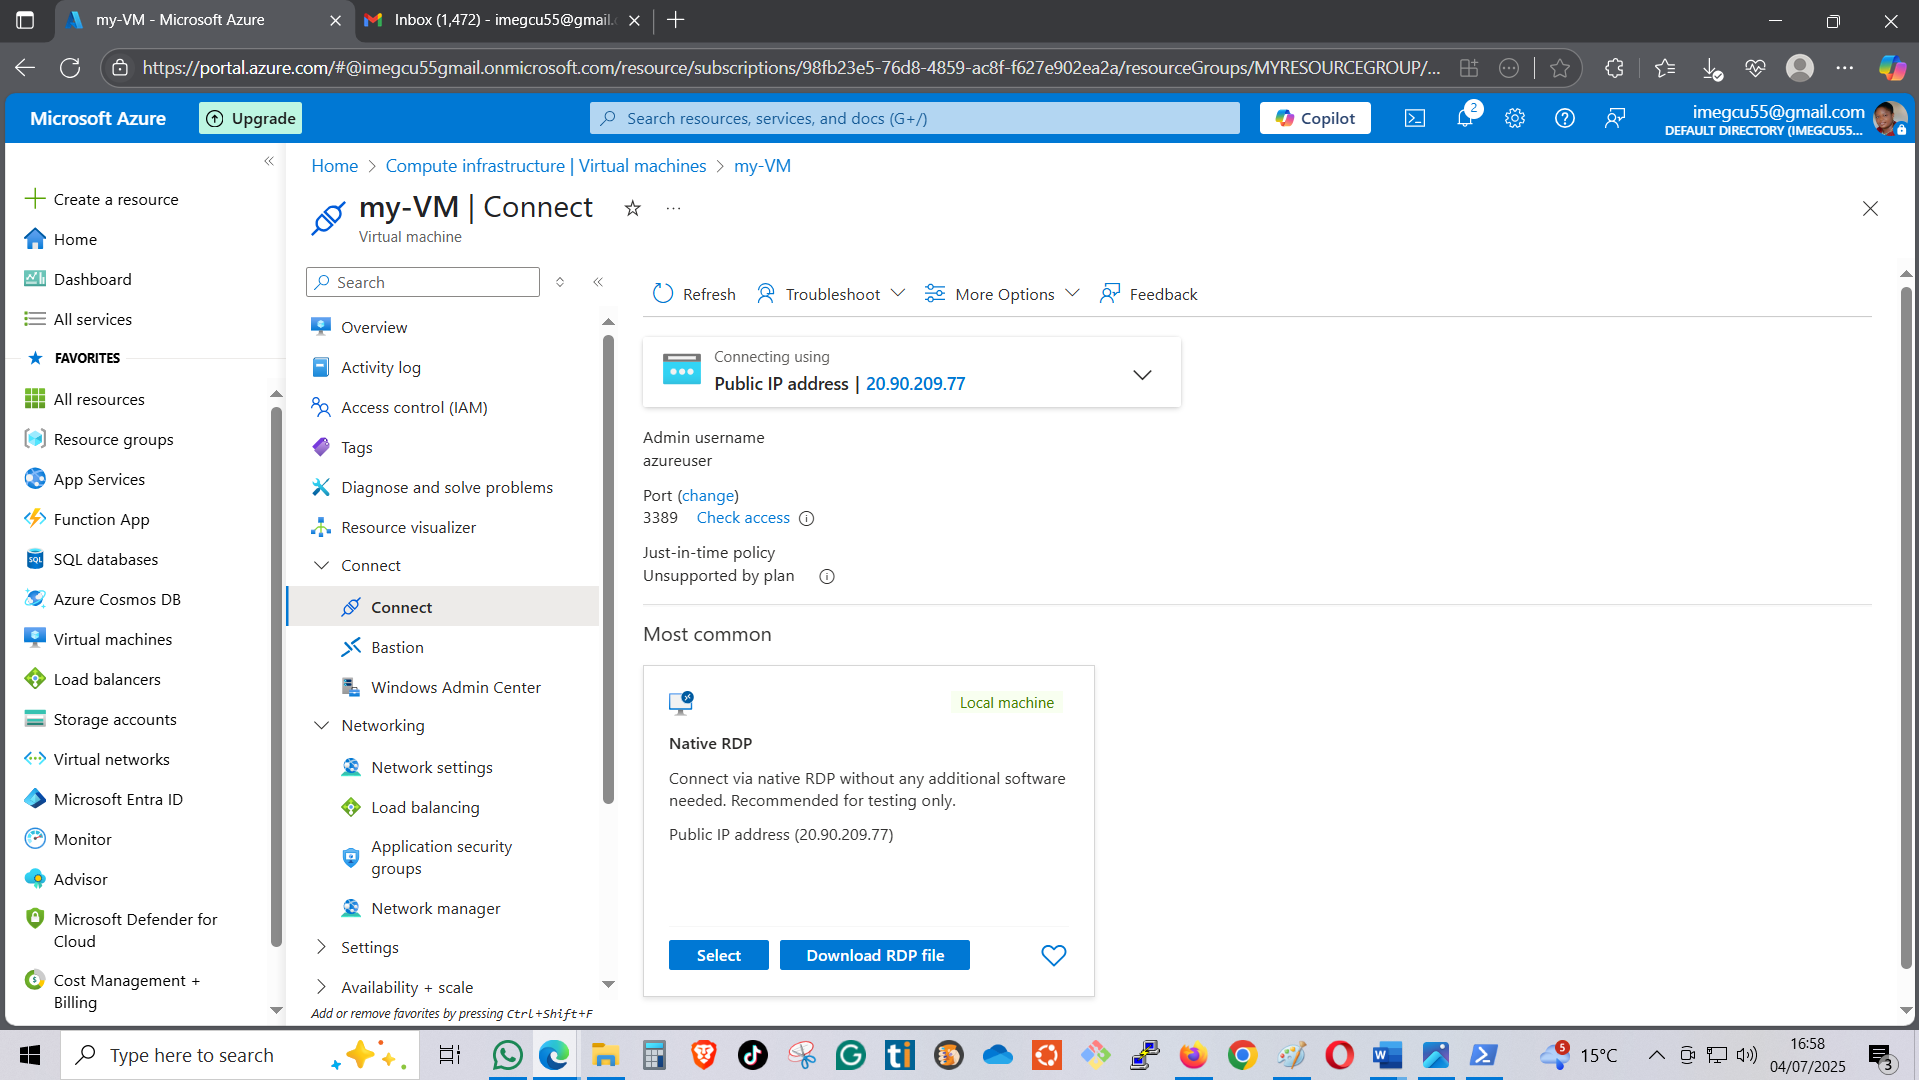 my-VM - Microsoft Azure
Inbox (1,472) - imegcu55@gmail.
https://portal.azure.com/#@imegcu55gmail.onmicrosoft.com/resource/subscriptions/98fb23e5-76d8-4859-ac8f-f627e902ea2a/resourceGroups/MYRESOURCEGROUP/...
Microsoft Azure
Upgrade
Search resources, services, and docs (G+/)
Copilot
2
imegcu55@gmail.com
DEFAULT DIRECTORY (IMEGCU55...
Create a resource
Home
Dashboard
All services
FAVORITES
All resources
Resource groups
App Services
Function App
SQL databases
Azure Cosmos DB
Virtual machines
Load balancers
Storage accounts
Virtual networks
Microsoft Entra ID
Monitor
Advisor
Microsoft Defender for
Cloud
Cost Management +
Billing
Home > Compute infrastructure | Virtual machines > my-VM
my-VM | Connect
Virtual machine
Search
Overview
Activity log
Access control (IAM)
Tags
Diagnose and solve problems
Resource visualizer
Connect
Connect
Bastion
Windows Admin Center
Networking
Network settings
Load balancing
Application security
groups
Network manager
Settings
Availability + scale
Add or remove favorites by pressing Ctrl+Shift+F
Refresh
Troubleshoot
More Options
Feedback
Connecting using
Public IP address | 20.90.209.77
Admin username
azureuser
Port (change)
3389 Check access
Just-in-time policy
Unsupported by plan
Most common
Local machine
Native RDP
Connect via native RDP without any additional software
needed. Recommended for testing only.
Public IP address (20.90.209.77)
Select
Download RDP file
Type here to search
5
15°C
16:58
04/07/2025
3